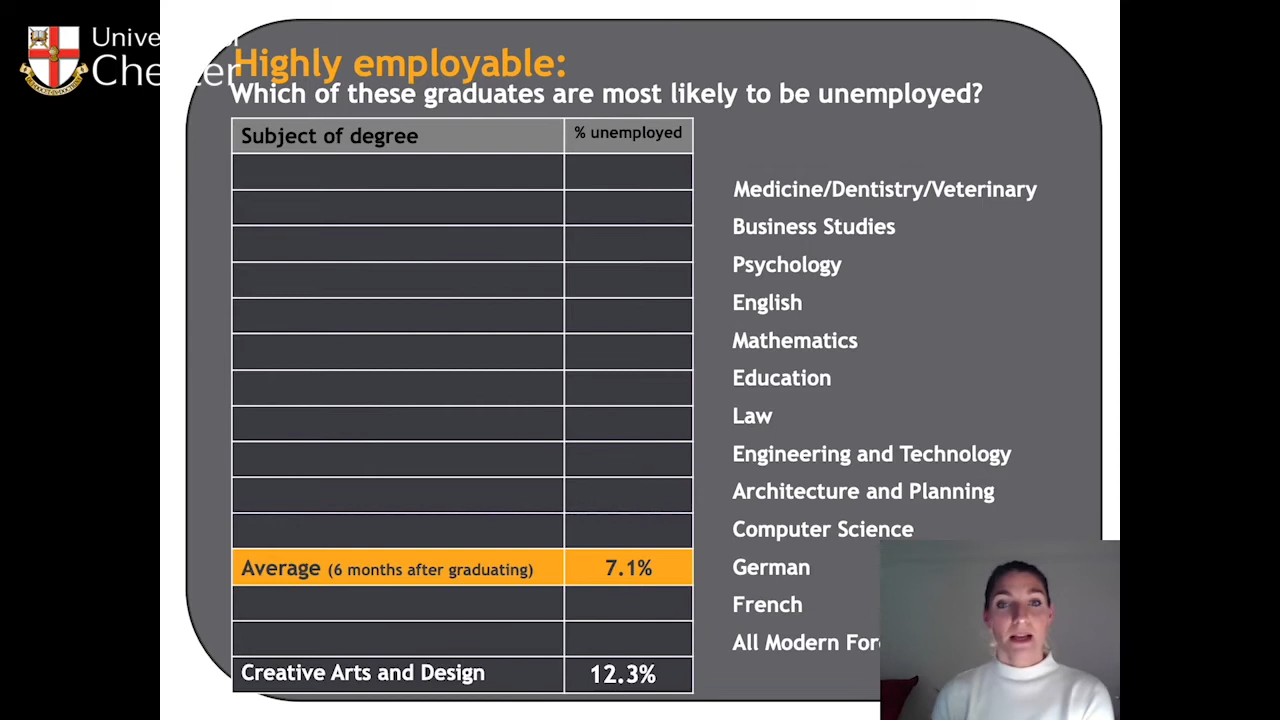 Highly employable:
Which of these graduates are most likely to be unemployed?
Subject of degree % unemployed
Average (6 months after graduating) 7.1%
Creative Arts and Design 12.3%
Medicine/Dentistry/Veterinary
Business Studies
Psychology
English
Mathematics
Education
Law
Engineering and Technology
Architecture and Planning
Computer Science
German
French
All Modern